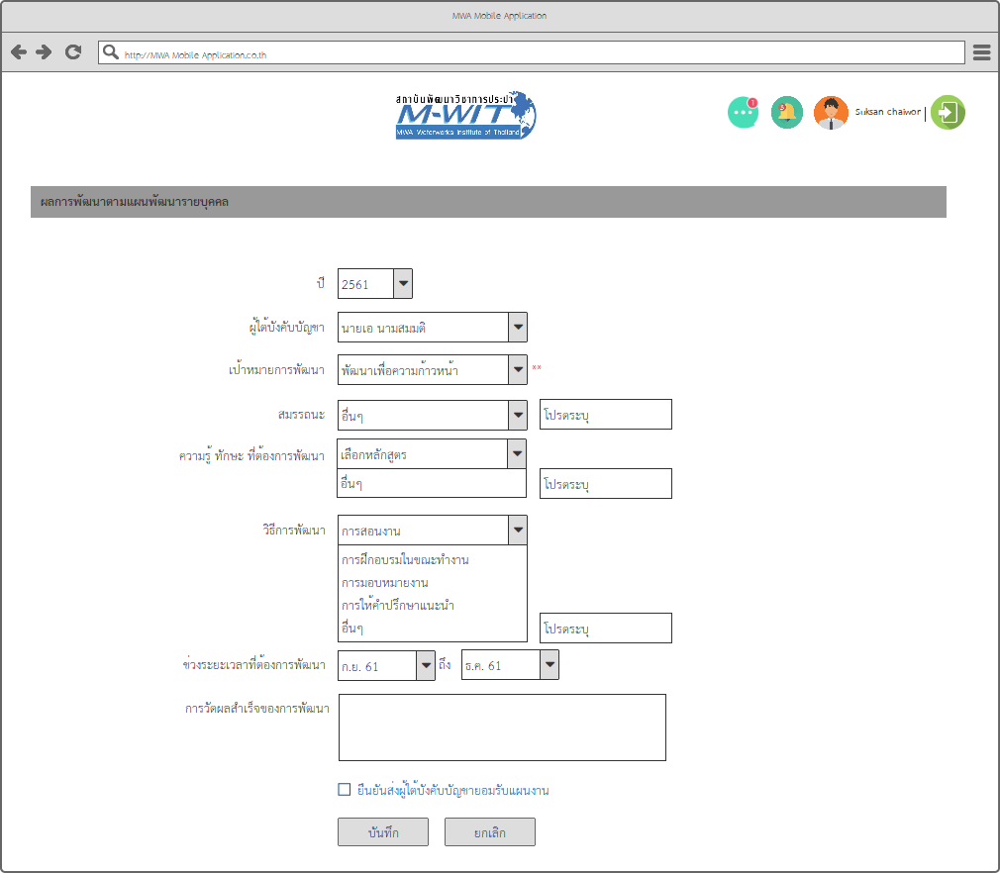 MWA Mobile Application
http://MWA Mobile Application.co.th
สถาบันพัฒนาวิชาการประปา
M-WIT
MWA Waterworks Institute of Thailand
1
Suksan chaiwor
ผลการพัฒนาตามแผนพัฒนารายบุคคล
ปี 2561
ผู้ใต้บังคับบัญชา นายเอ นามสมมติ
เป้าหมายการพัฒนา พัฒนาเพื่อความก้าวหน้า **
สมรรถนะ อื่นๆ โปรดระบุ
ความรู้ ทักษะ ที่ต้องการพัฒนา เลือกหลักสูตร
อื่นๆ โปรดระบุ
วิธีการพัฒนา การสอนงาน
การฝึกอบรมในขณะทำงาน
การมอบหมายงาน
การให้คำปรึกษาแนะนำ
อื่นๆ โปรดระบุ
ช่วงระยะเวลาที่ต้องการพัฒนา ก.ย. 61 ถึง ธ.ค. 61
การวัดผลสำเร็จของการพัฒนา
ยืนยันส่งผู้ใต้บังคับบัญชายอมรับแผนงาน
บันทึก ยกเลิก